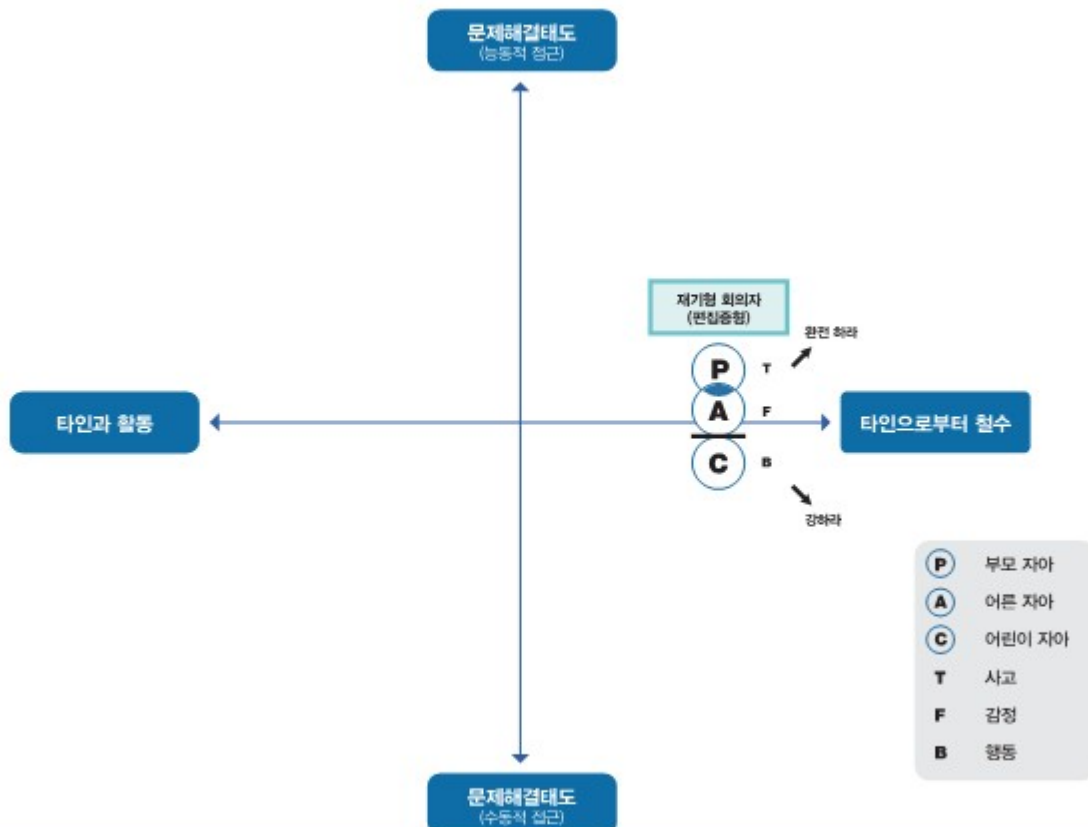 문제해결태도
(능동적 접근)
재기형 회의자
(편집증형)
완전 하라
P
T
A
F
타인과 활동
타인으로부터 철수
C
B
강하라
P 부모 자아
A 어른 자아
C 어린이 자아
T 사고
F 감정
B 행동
문제해결태도
(수동적 접근)